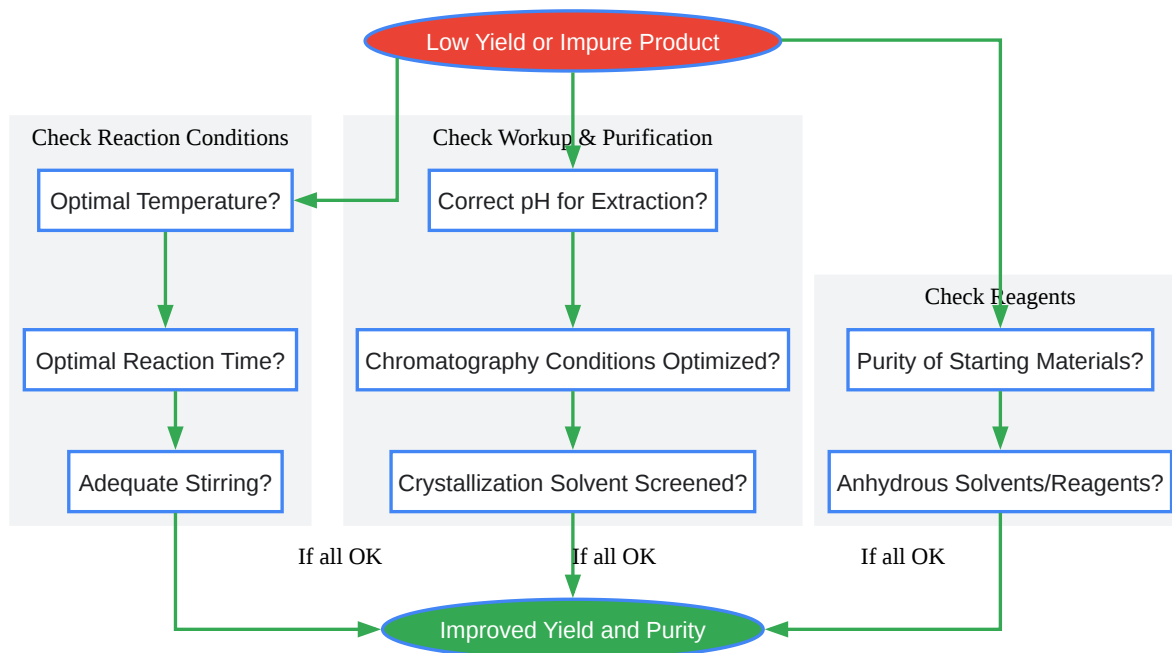 Low Yield or Impure Product
Check Reaction Conditions
Optimal Temperature?
Optimal Reaction Time?
Adequate Stirring?
If all OK
Check Workup & Purification
Correct pH for Extraction?
Chromatography Conditions Optimized?
Crystallization Solvent Screened?
If all OK
Check Reagents
Purity of Starting Materials?
Anhydrous Solvents/Reagents?
If all OK
Improved Yield and Purity